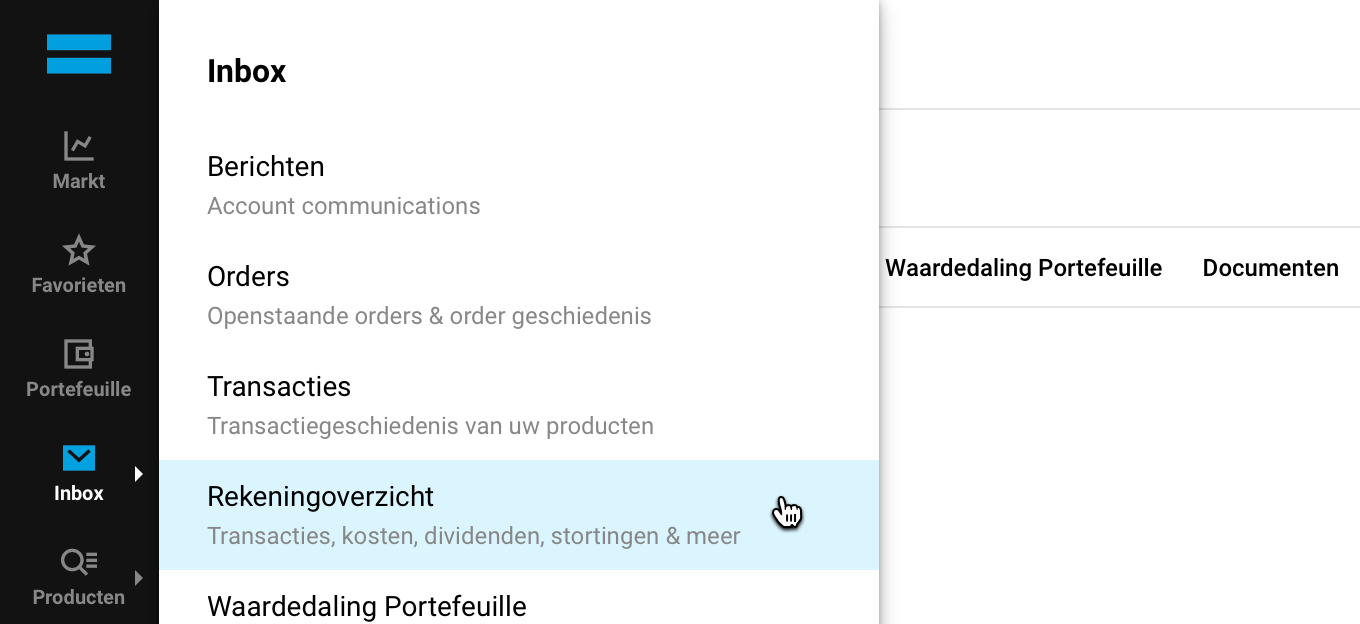 Markt
Favorieten
Portefeuille
Inbox
Producten
Inbox
Berichten
Account communications
Orders
Openstaande orders & order geschiedenis
Transacties
Transactiegeschiedenis van uw producten
Rekeningoverzicht
Transacties, kosten, dividenden, stortingen & meer
Waardedaling Portefeuille
Waardedaling Portefeuille Documenten